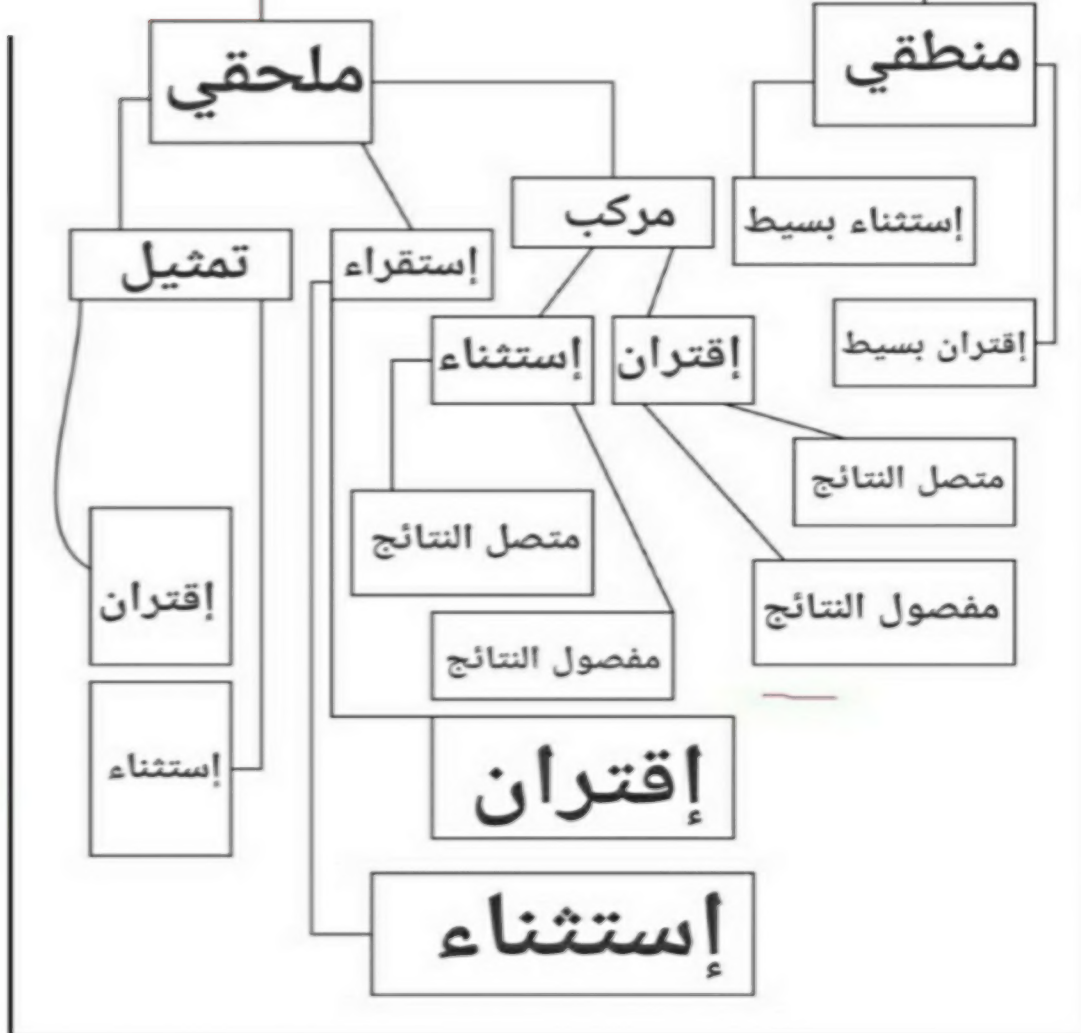 منطقي
ملحقي
مركب
إستثناء بسيط
تمثيل
إستقراء
إقتران بسيط
إقتران
إستثناء
متصل النتائج
متصل النتائج
مفصول النتائج
إقتران
مفصول النتائج
إستثناء
إقتران
إستثناء